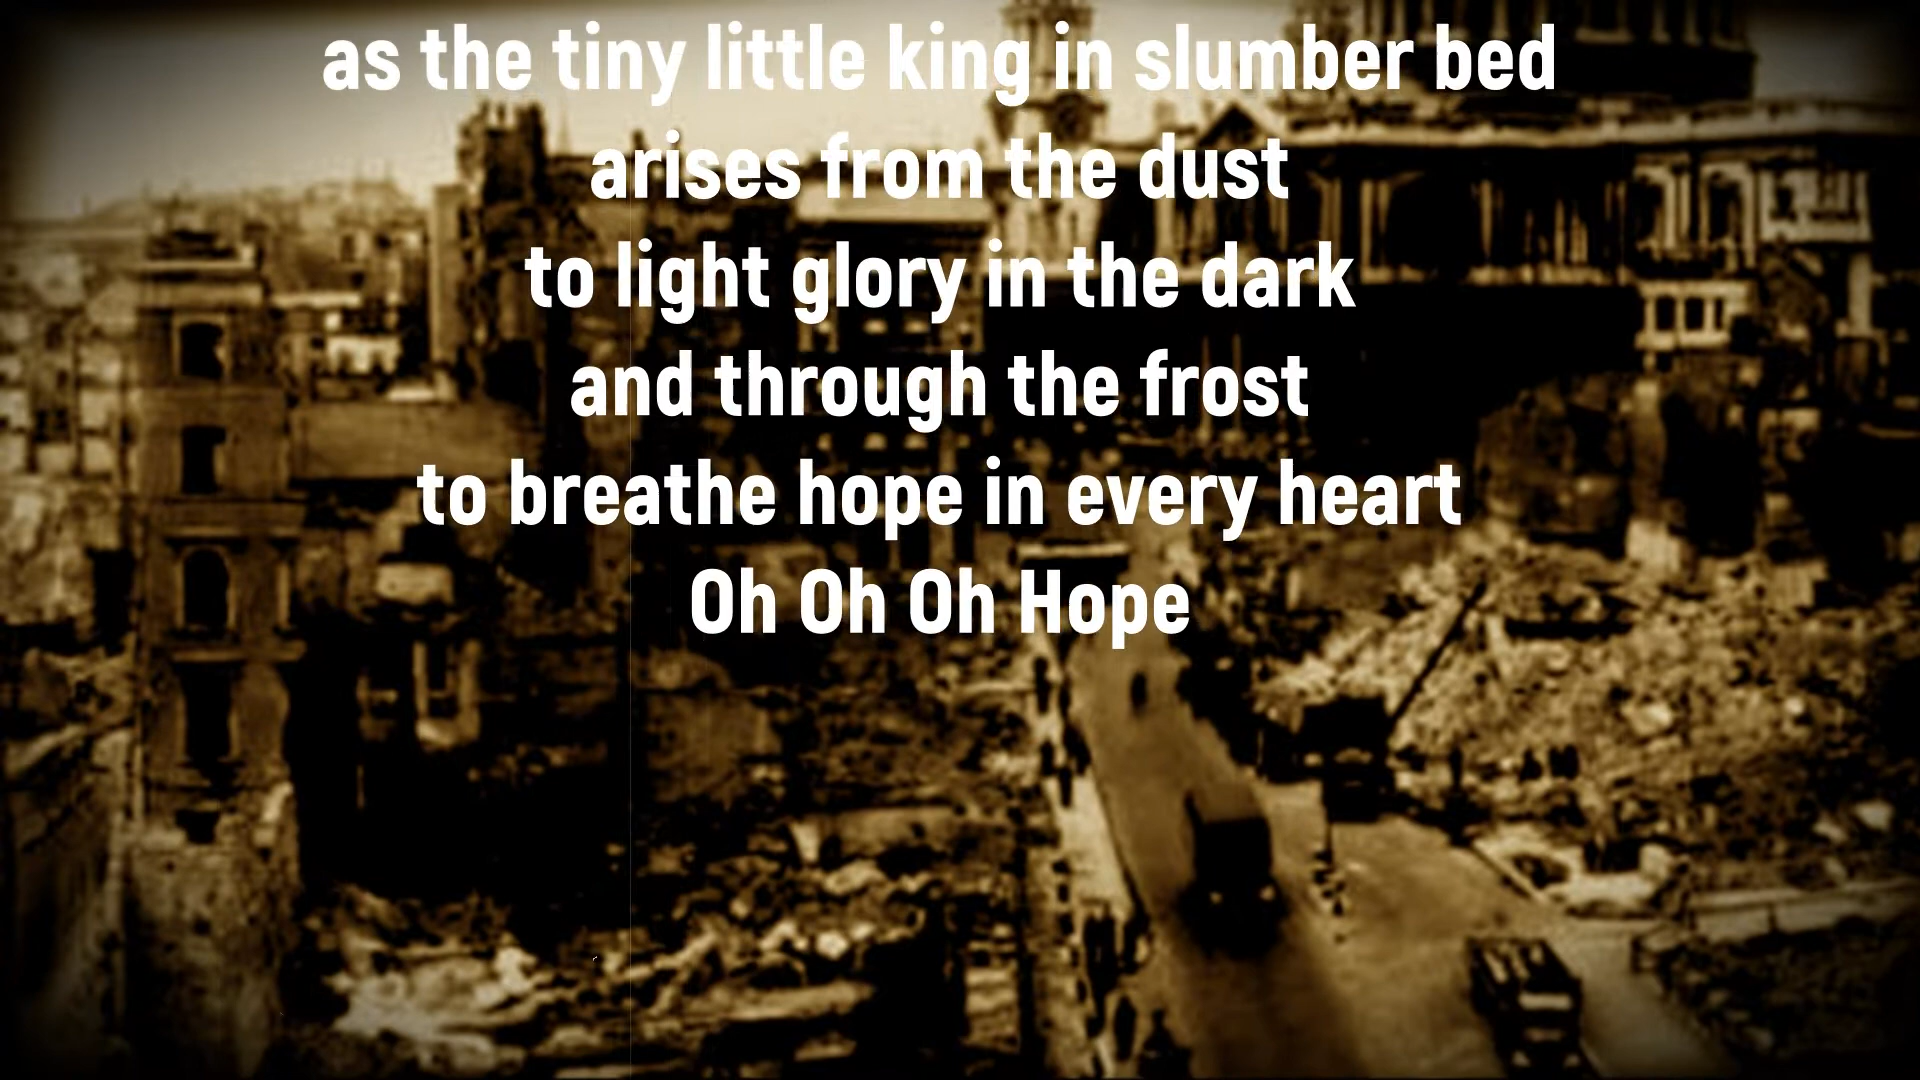 as the tiny little king in slumber bed
arises from the dust
to light glory in the dark
and through the frost
to breathe hope in every heart
Oh Oh Oh Hope